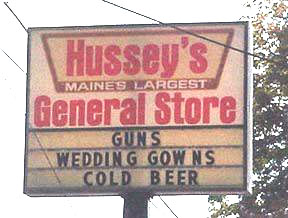 Hussey's
MAINE'S LARGEST
General Store
GUNS
WEDDING GOWNS
COLD BEER